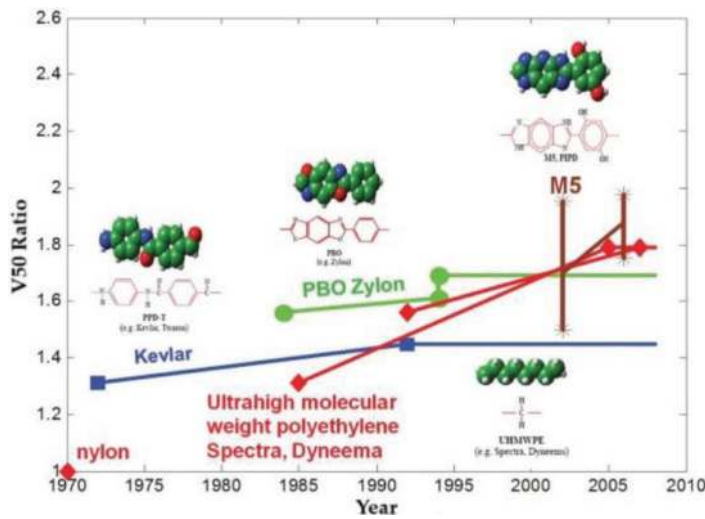 2.6
2.4
2.2
2
1.8
1.6
1.4
1.2
1
V50 Ratio
M5, PIPD
M5
PBO
(e.g. Zylon)
PBO Zylon
PPD-T
(e.g. Kevlar, Twaron)
Kevlar
Ultrahigh molecular
weight polyethylene
Spectra, Dyneema
UHMWPE
(e.g. Spectra, Dyneema)
nylon
1970 1975 1980 1985 1990 1995 2000 2005 2010
Year